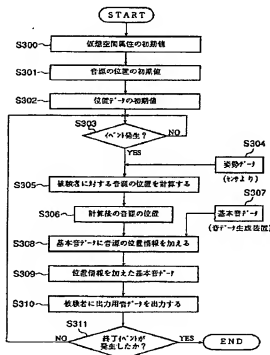 START
S300
仮想空間属性の初期値
S301
音源の位置の初期値
S302
位置データの初期値
S303
イベント発生?
NO
YES
S304
姿勢データ
(センサより)
S305
被験者に対する音源の位置を計算する
S306
計算後の音源の位置
S307
基本音データ
(音データ生成装置)
S308
基本音データに音源の位置情報を加える
S309
位置情報を加えた基本音データ
S310
被験者に出力用音データを出力する
S311
終了イベントが
発生したか?
NO
YES
END